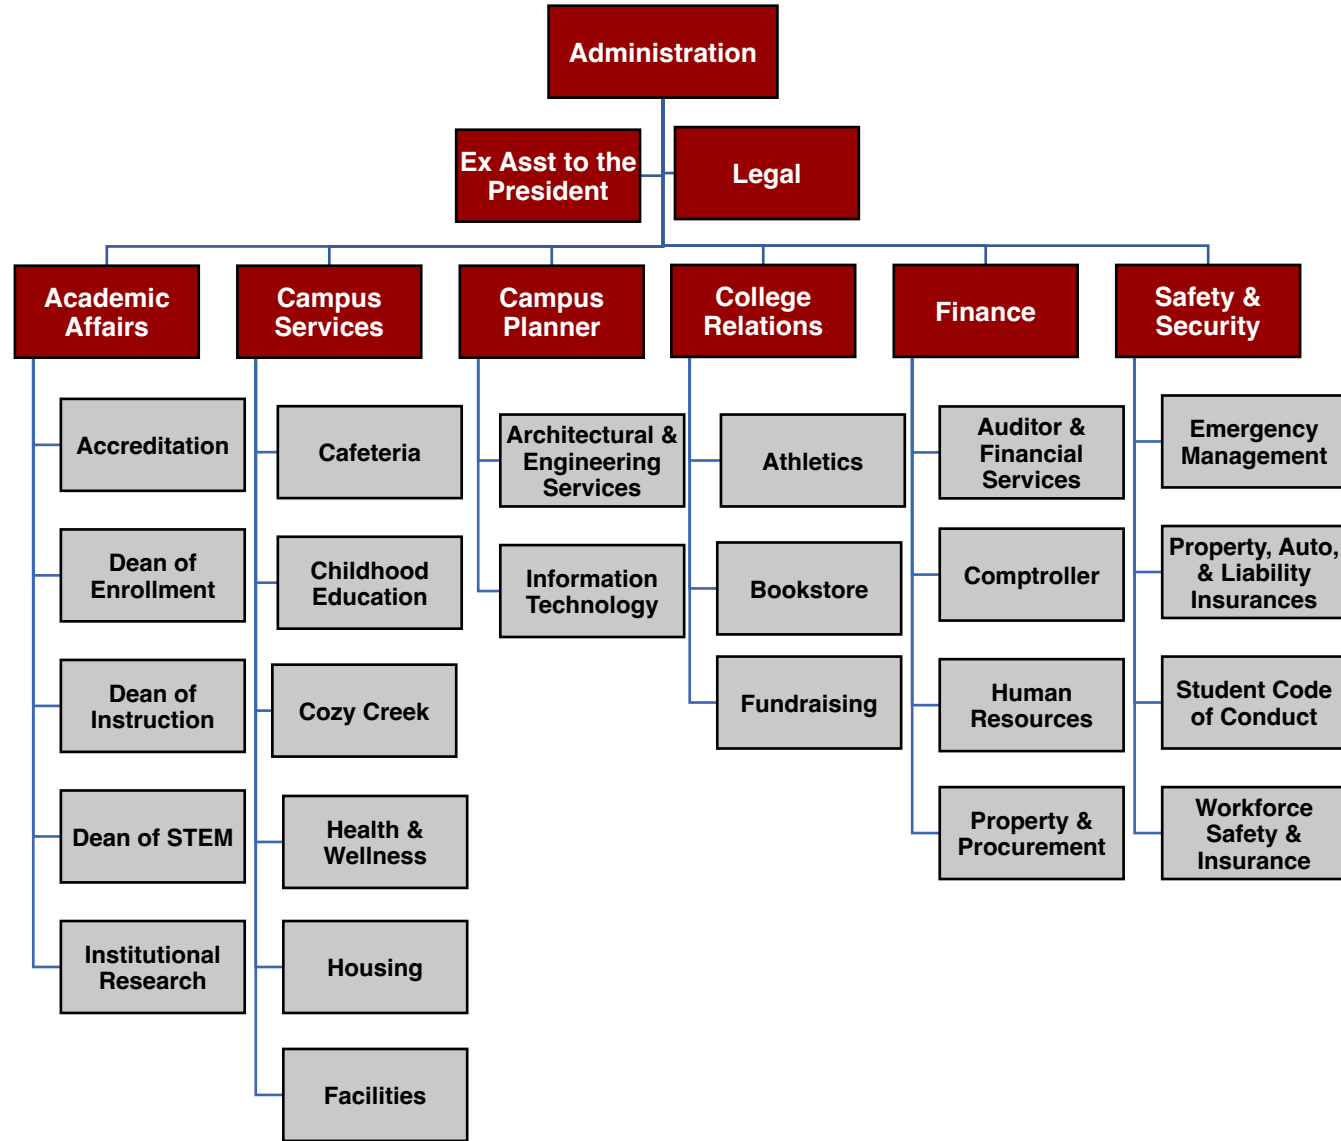 Administration
Ex Asst to the
President
Legal
Academic
Affairs
Campus
Services
Campus
Planner
College
Relations
Finance
Safety &
Security
Accreditation
Dean of
Enrollment
Dean of
Instruction
Dean of STEM
Institutional
Research
Cafeteria
Childhood
Education
Cozy Creek
Health &
Wellness
Housing
Facilities
Architectural &
Engineering
Services
Information
Technology
Athletics
Bookstore
Fundraising
Auditor &
Financial
Services
Comptroller
Human
Resources
Property &
Procurement
Emergency
Management
Property, Auto,
& Liability
Insurances
Student Code
of Conduct
Workforce
Safety &
Insurance